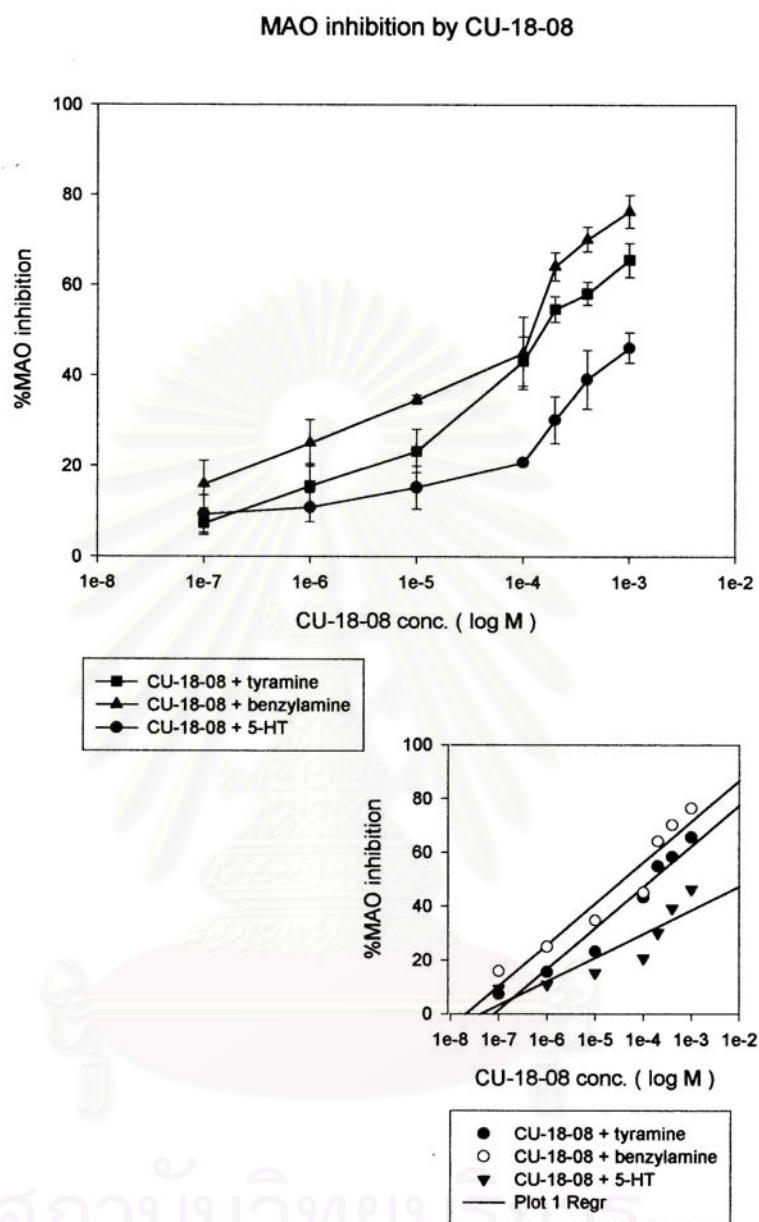 MAO inhibition by CU-18-08
100
80
60
40
20
0
%MAO inhibition
1e-8 1e-7 1e-6 1e-5 1e-4 1e-3 1e-2
CU-18-08 conc. ( log M )
CU-18-08 + tyramine
CU-18-08 + benzylamine
CU-18-08 + 5-HT
100
80
60
40
20
0
%MAO inhibition
1e-8 1e-7 1e-6 1e-5 1e-4 1e-3 1e-2
CU-18-08 conc. ( log M )
CU-18-08 + tyramine
CU-18-08 + benzylamine
CU-18-08 + 5-HT
Plot 1 Regr